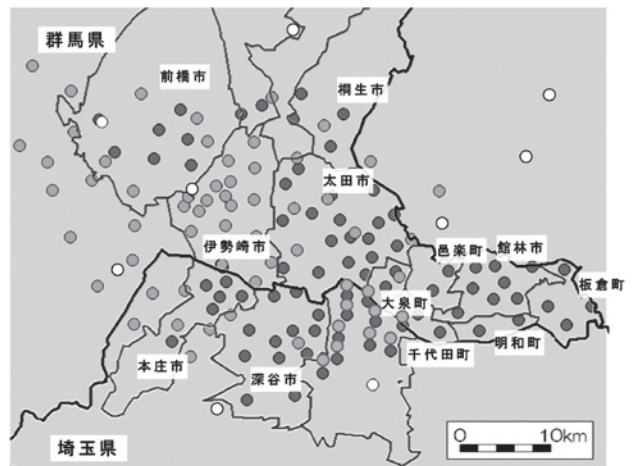 群馬県
前橋市
桐生市
太田市
伊勢崎市
邑楽町
館林市
板倉町
大泉町
千代田町
明和町
本庄市
深谷市
埼玉県
0 10km